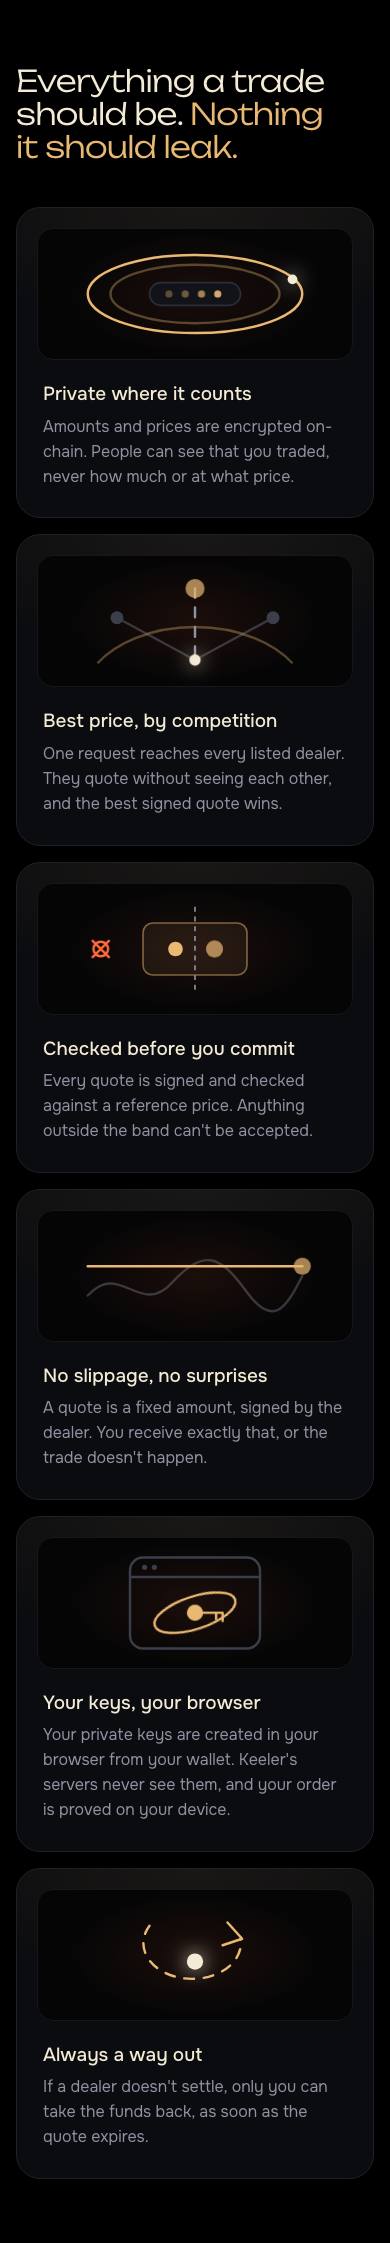 Everything a trade
should be. Nothing
it should leak.
Private where it counts
Amounts and prices are encrypted on-
chain. People can see that you traded,
never how much or at what price.
Best price, by competition
One request reaches every listed dealer.
They quote without seeing each other,
and the best signed quote wins.
Checked before you commit
Every quote is signed and checked
against a reference price. Anything
outside the band can't be accepted.
No slippage, no surprises
A quote is a fixed amount, signed by the
dealer. You receive exactly that, or the
trade doesn't happen.
Your keys, your browser
Your private keys are created in your
browser from your wallet. Keeler's
servers never see them, and your order
is proved on your device.
Always a way out
If a dealer doesn't settle, only you can
take the funds back, as soon as the
quote expires.